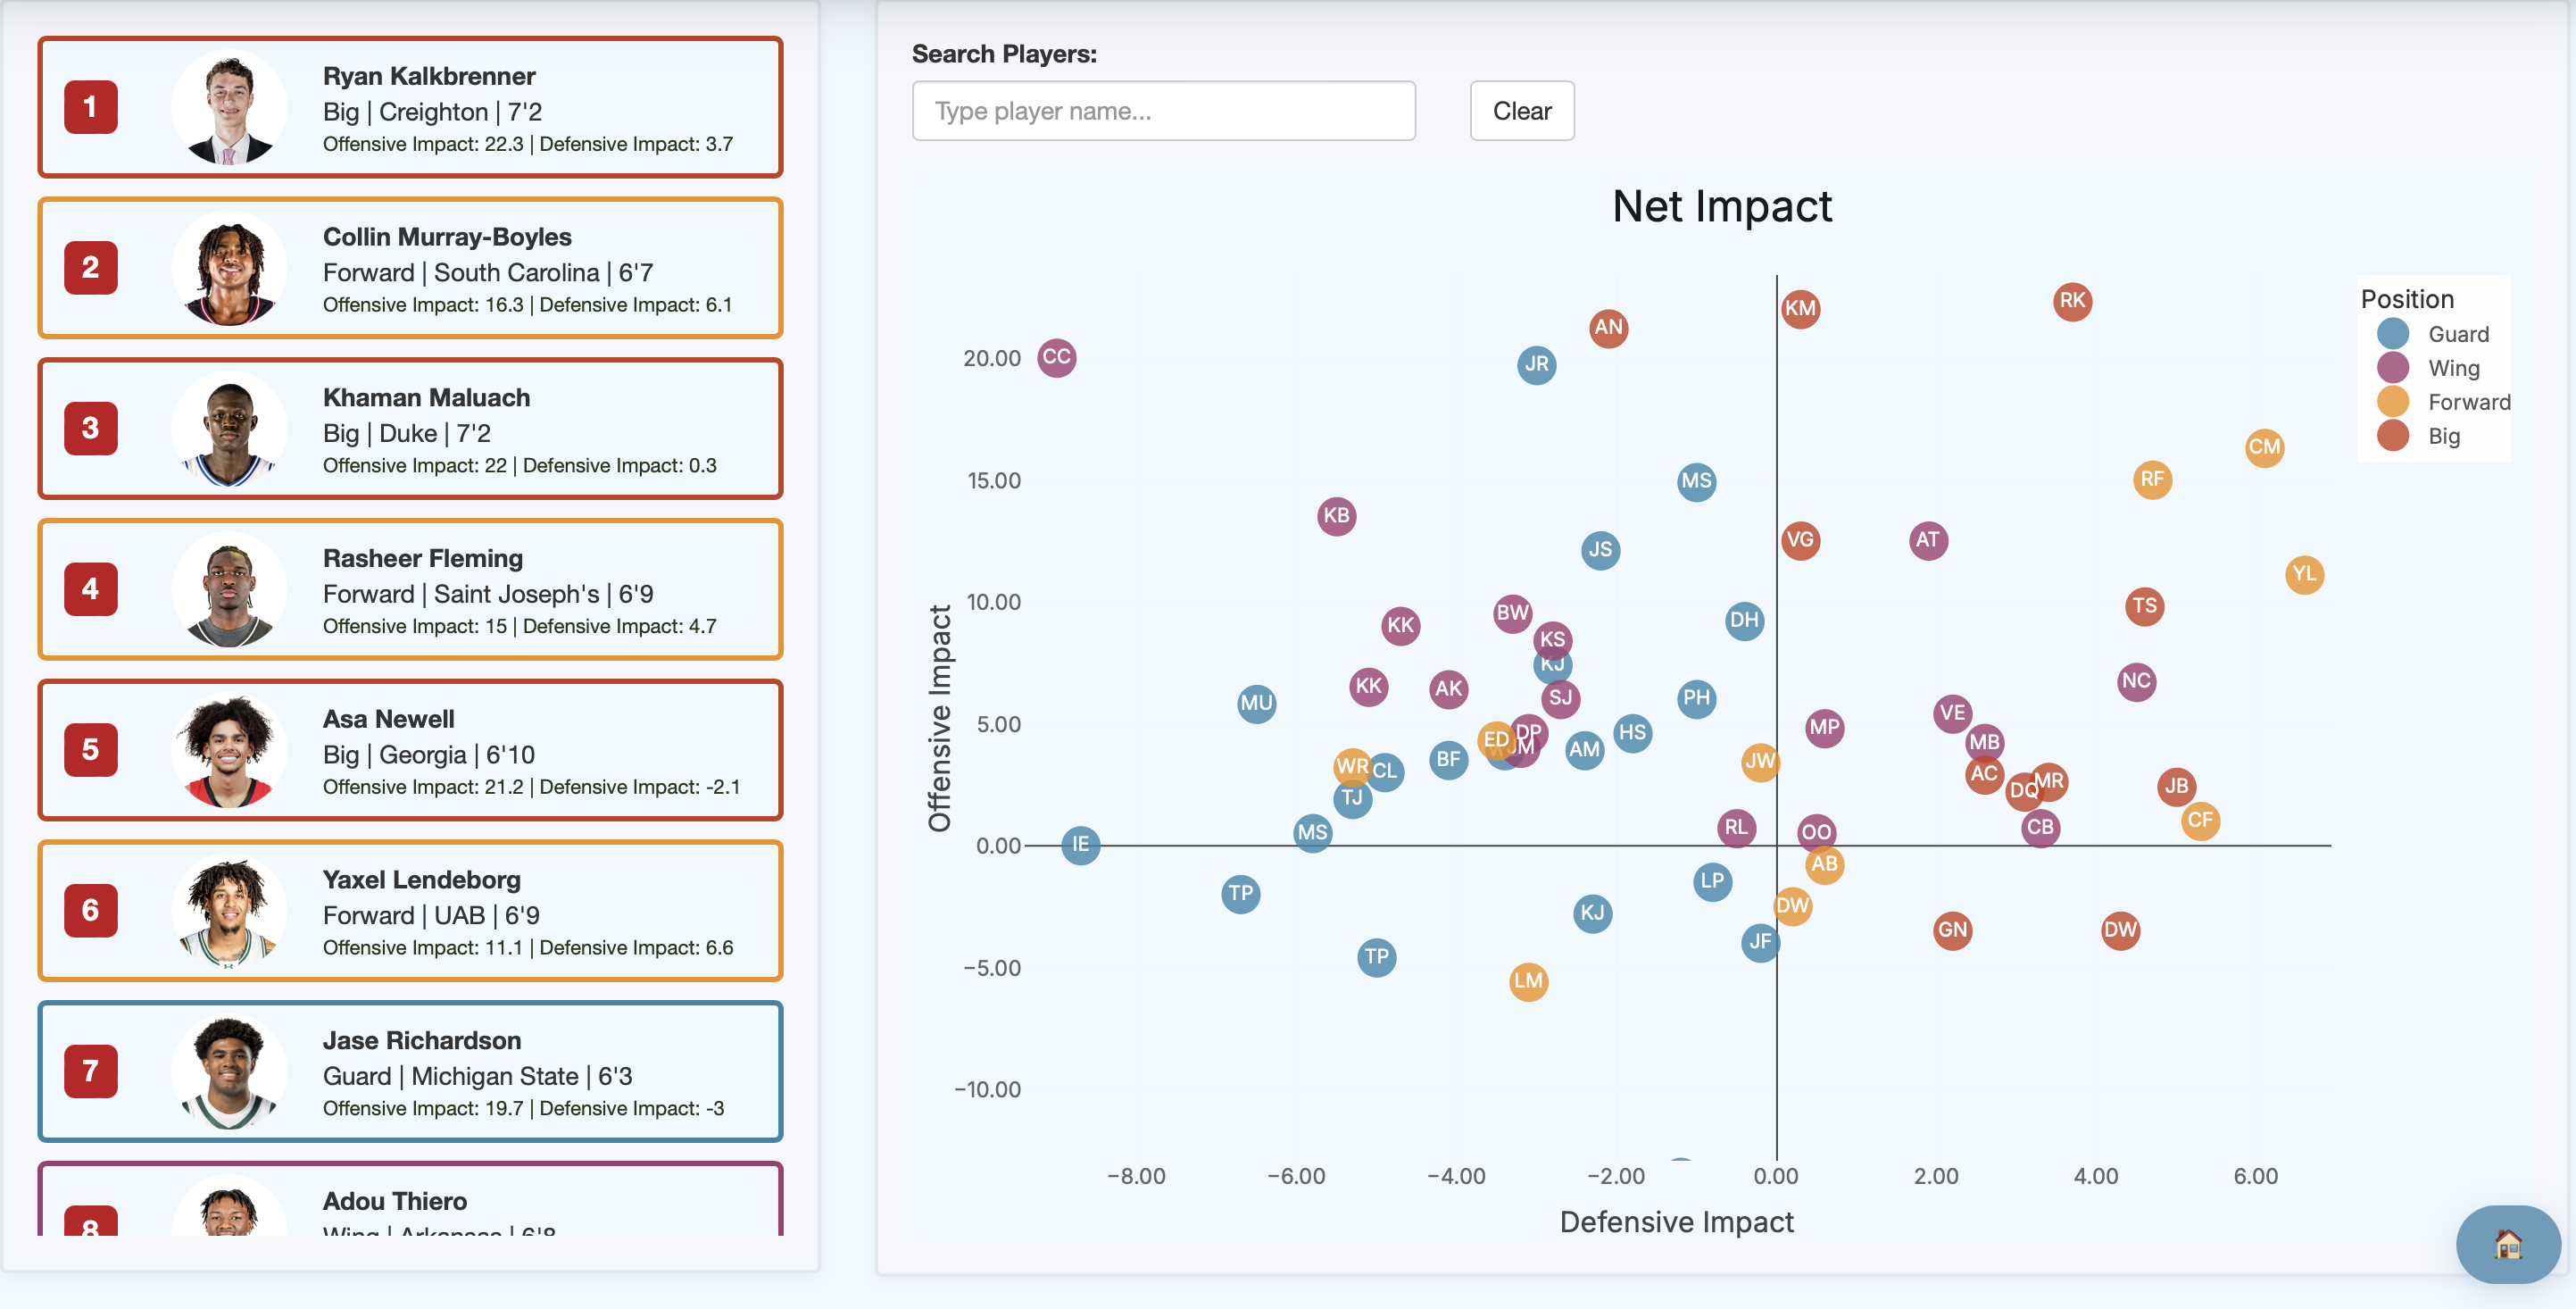 1
Ryan Kalkbrenner
Big | Creighton | 7'2
Offensive Impact: 22.3 | Defensive Impact: 3.7
2
Collin Murray-Boyles
Forward | South Carolina | 6'7
Offensive Impact: 16.3 | Defensive Impact: 6.1
3
Khaman Maluach
Big | Duke | 7'2
Offensive Impact: 22 | Defensive Impact: 0.3
4
Rasheer Fleming
Forward | Saint Joseph's | 6'9
Offensive Impact: 15 | Defensive Impact: 4.7
5
Asa Newell
Big | Georgia | 6'10
Offensive Impact: 21.2 | Defensive Impact: -2.1
6
Yaxel Lendeborg
Forward | UAB | 6'9
Offensive Impact: 11.1 | Defensive Impact: 6.6
7
Jase Richardson
Guard | Michigan State | 6'3
Offensive Impact: 19.7 | Defensive Impact: -3
8
Adou Thiero
Wing | Arkansas | 6'8
Search Players:
Type player name...
Clear
Net Impact
Position
Guard
Wing
Forward
Big
RK
KM
AN
CC
JR
CM
RF
MS
KB
VG
AT
JS
YL
TS
DH
BW
KK
KS
KJ
NC
KK
AK
SJ
PH
MU
VE
MP
HS
DP
ED
JM
AM
MB
BF
JW
WR
CL
AC
MR
DQ
JB
TJ
CF
CB
RL
OO
MS
IE
AB
LP
TP
DW
KJ
GN
DW
JF
TP
LM
20.00
15.00
10.00
5.00
0.00
−5.00
−10.00
Offensive Impact
−8.00
−6.00
−4.00
−2.00
0.00
2.00
4.00
6.00
Defensive Impact